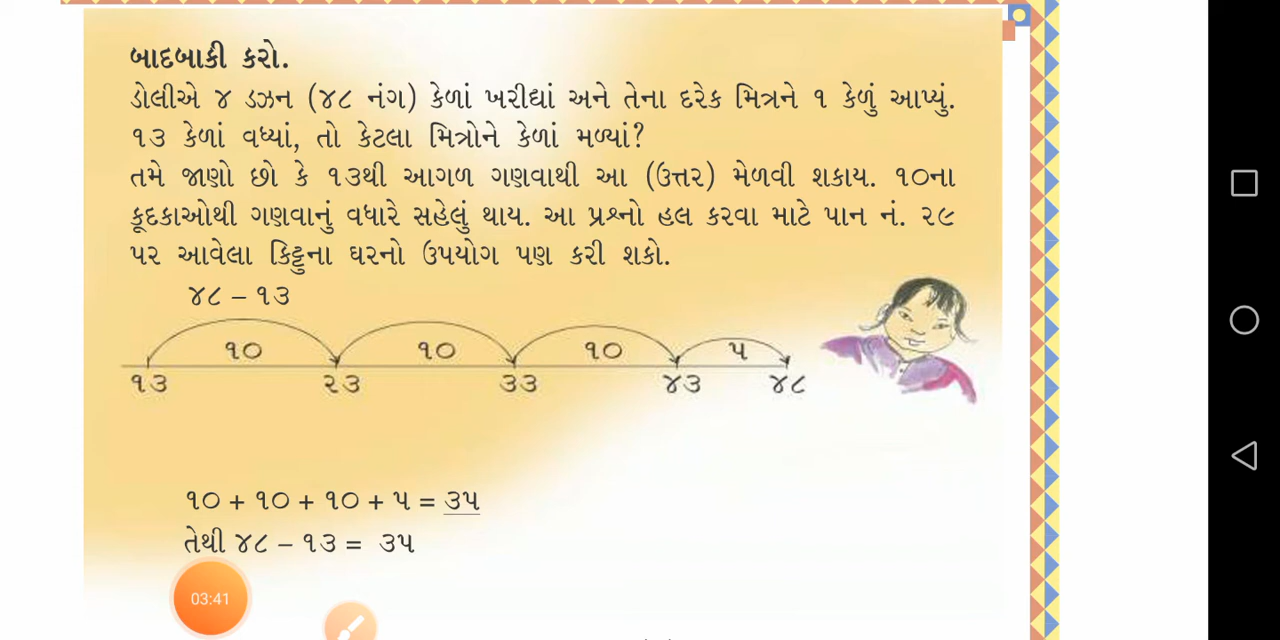 બાદબાકી કરો.
ડોલીએ ૪ ડઝન (૪૮ નંગ) કેળાં ખરીદ્યાં અને તેના દરેક મિત્રને ૧ કેળું આપ્યું.
૧૩ કેળાં વધ્યાં, તો કેટલા મિત્રોને કેળાં મળ્યાં?
તમે જાણો છો કે ૧૩થી આગળ ગણવાથી આ (ઉત્તર) મેળવી શકાય. ૧૦ના
કૂદકાઓથી ગણવાનું વધારે સહેલું થાય. આ પ્રશ્નો હલ કરવા માટે પાન નં. ૨૯
પર આવેલા કિટ્ટુના ઘરનો ઉપયોગ પણ કરી શકો.
૪૮ – ૧૩
૧૦ ૧૦ ૧૦ ૫
૧૩ ૨૩ ૩૩ ૪૩ ૪૮
૧૦ + ૧૦ + ૧૦ + ૫ = ૩૫
તેથી ૪૮ – ૧૩ = ૩૫
03:41